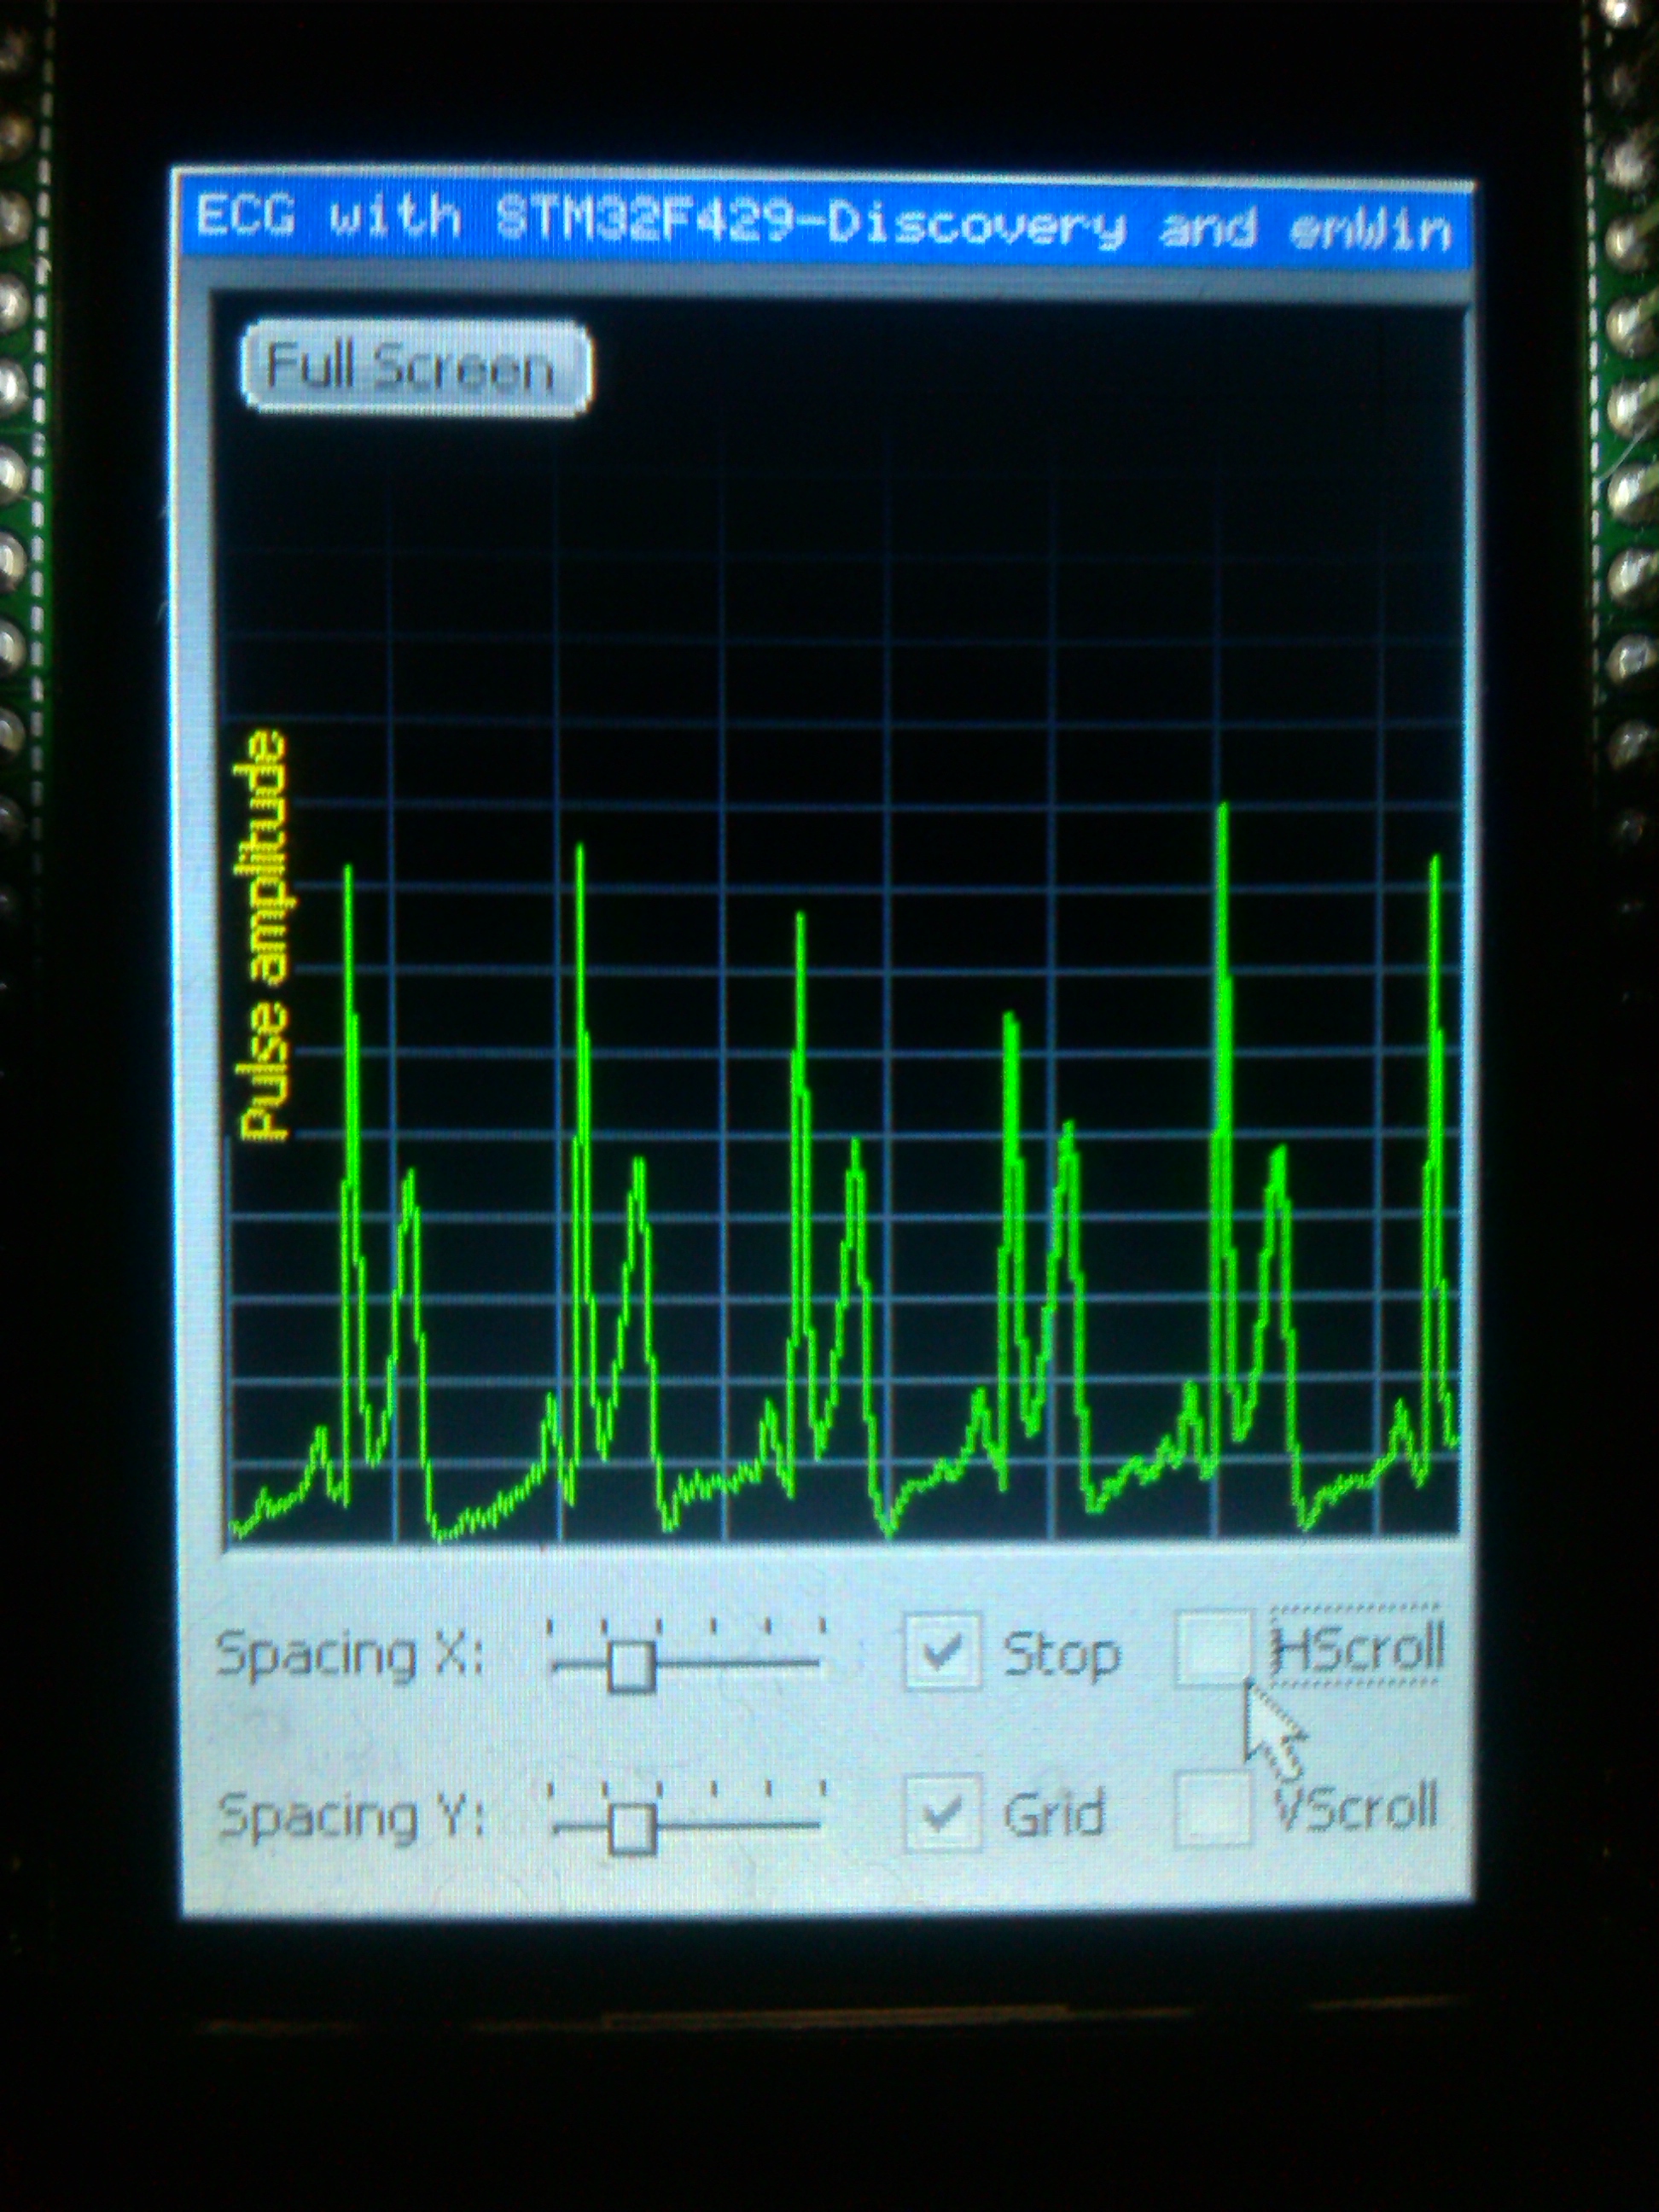 ECG with STM32F429-Discovery and emWin
Full Screen
Pulse amplitude
Spacing X:
Stop
HScroll
Spacing Y:
Grid
VScroll